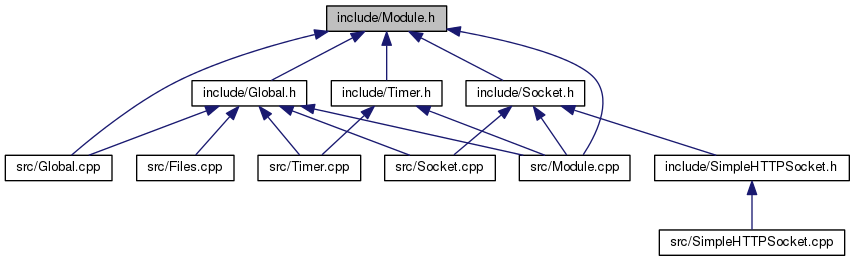 include/Module.h
include/Global.h
include/Timer.h
include/Socket.h
src/Global.cpp
src/Files.cpp
src/Timer.cpp
src/Socket.cpp
src/Module.cpp
include/SimpleHTTPSocket.h
src/SimpleHTTPSocket.cpp